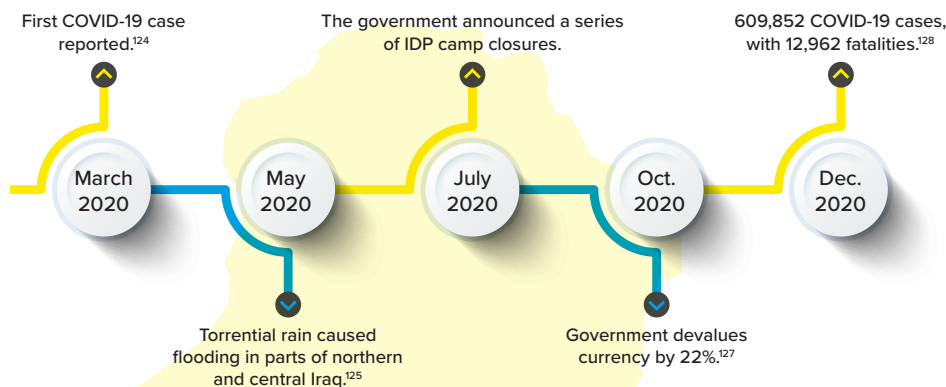 First COVID-19 case
reported.¹²⁴
The government announced a series
of IDP camp closures.
609,852 COVID-19 cases,
with 12,962 fatalities.¹²⁸
March
2020
May
2020
July
2020
Oct.
2020
Dec.
2020
Torrential rain caused
flooding in parts of northern
and central Iraq.¹²⁵
Government devalues
currency by 22%.¹²⁷